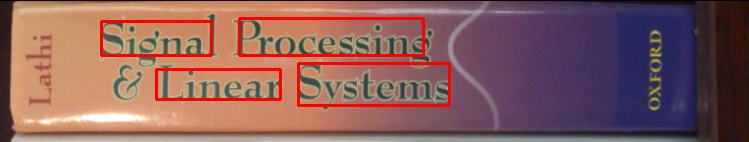 Lathi
Signal Processing
& Linear Systems
OXFORD